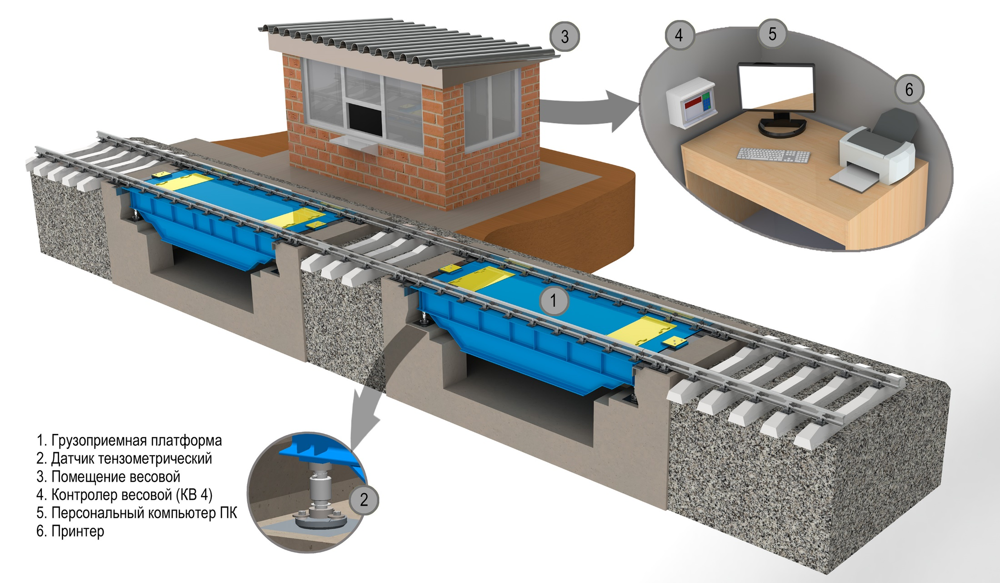 3
4
5
6
1
1. Грузоприемная платформа
2. Датчик тензометрический
3. Помещение весовой
4. Контролер весовой (КВ 4)
5. Персональный компьютер ПК
6. Принтер
2